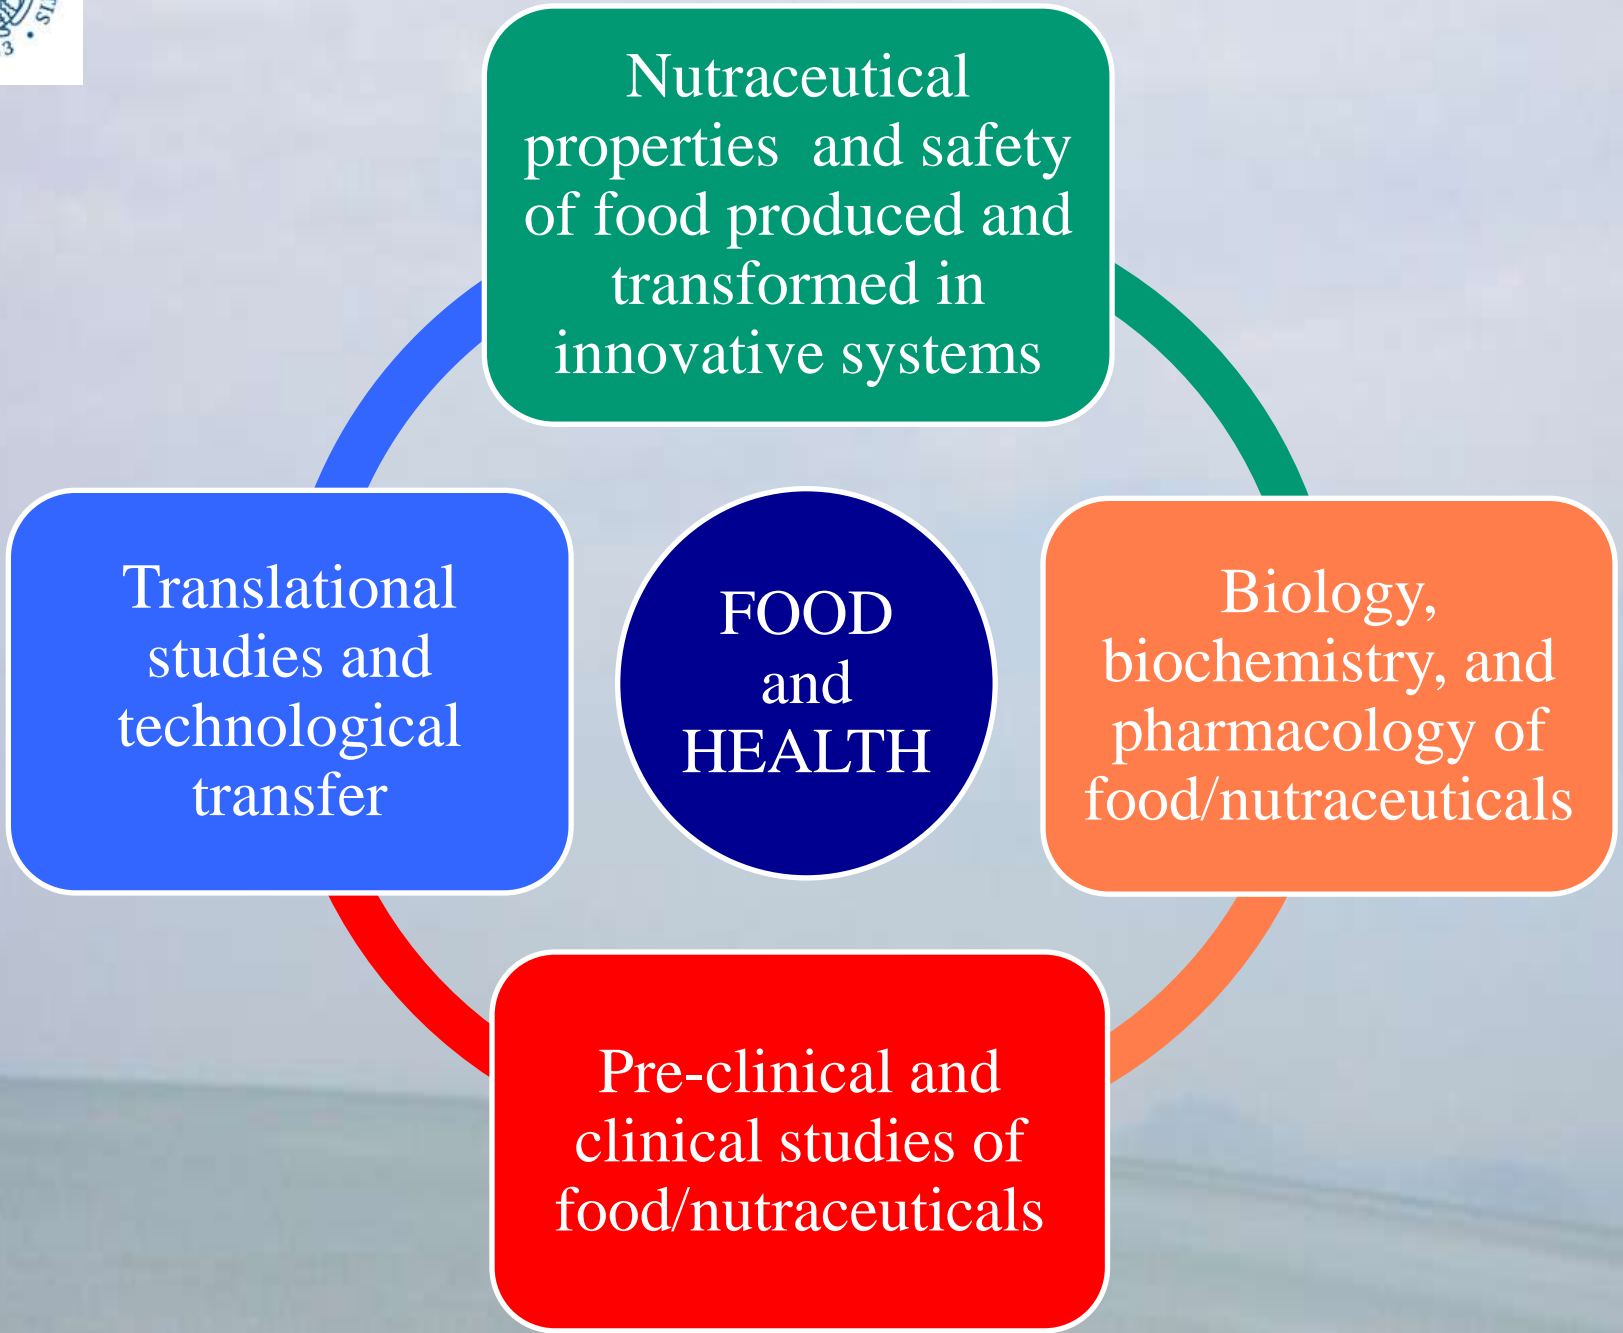 Nutraceutical
properties and safety
of food produced and
transformed in
innovative systems
Translational
studies and
technological
transfer
FOOD
and
HEALTH
Biology,
biochemistry, and
pharmacology of
food/nutraceuticals
Pre-clinical and
clinical studies of
food/nutraceuticals